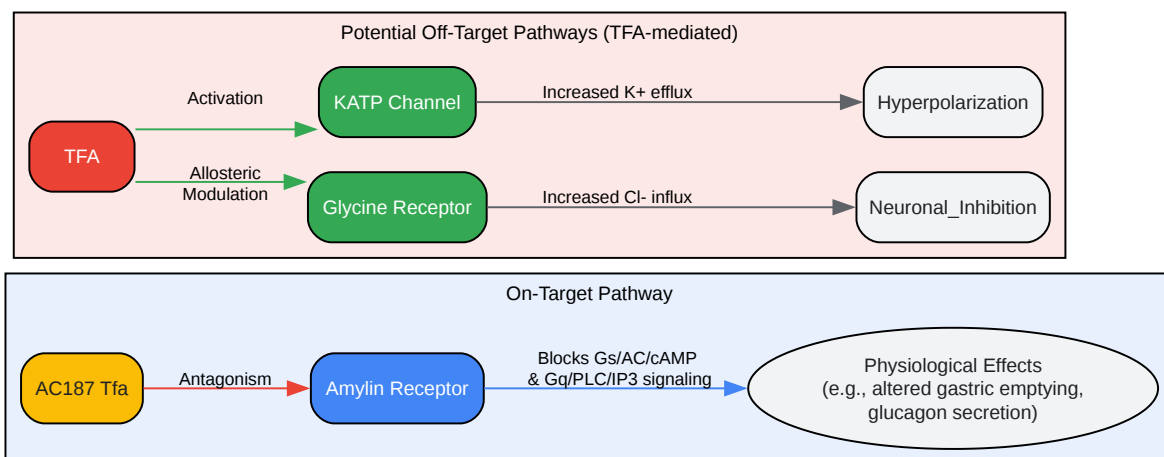 Potential Off-Target Pathways (TFA-mediated)
Activation
KATP Channel
Increased K+ efflux
Hyperpolarization
TFA
Allosteric
Modulation
Glycine Receptor
Increased Cl- influx
Neuronal_Inhibition
On-Target Pathway
AC187 Tfa
Antagonism
Amylin Receptor
Blocks Gs/AC/cAMP
& Gq/PLC/IP3 signaling
Physiological Effects
(e.g., altered gastric emptying,
glucagon secretion)